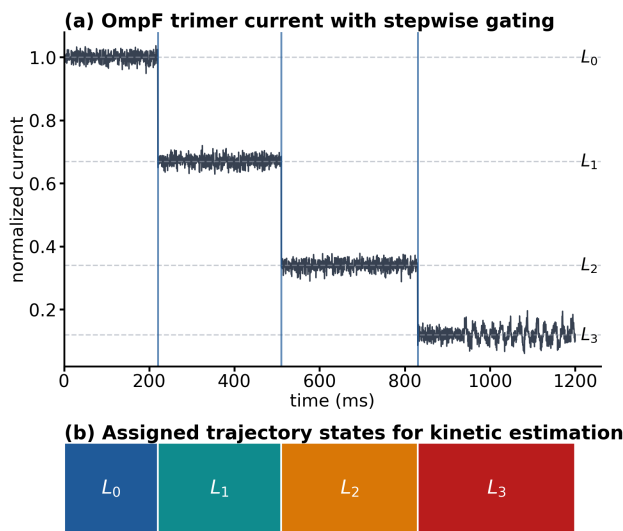 (a) OmpF trimer current with stepwise gating
normalized current
1.0
0.8
0.6
0.4
0.2
L₀
L₁
L₂
L₃
0 200 400 600 800 1000 1200
time (ms)
(b) Assigned trajectory states for kinetic estimation
L₀ L₁ L₂ L₃